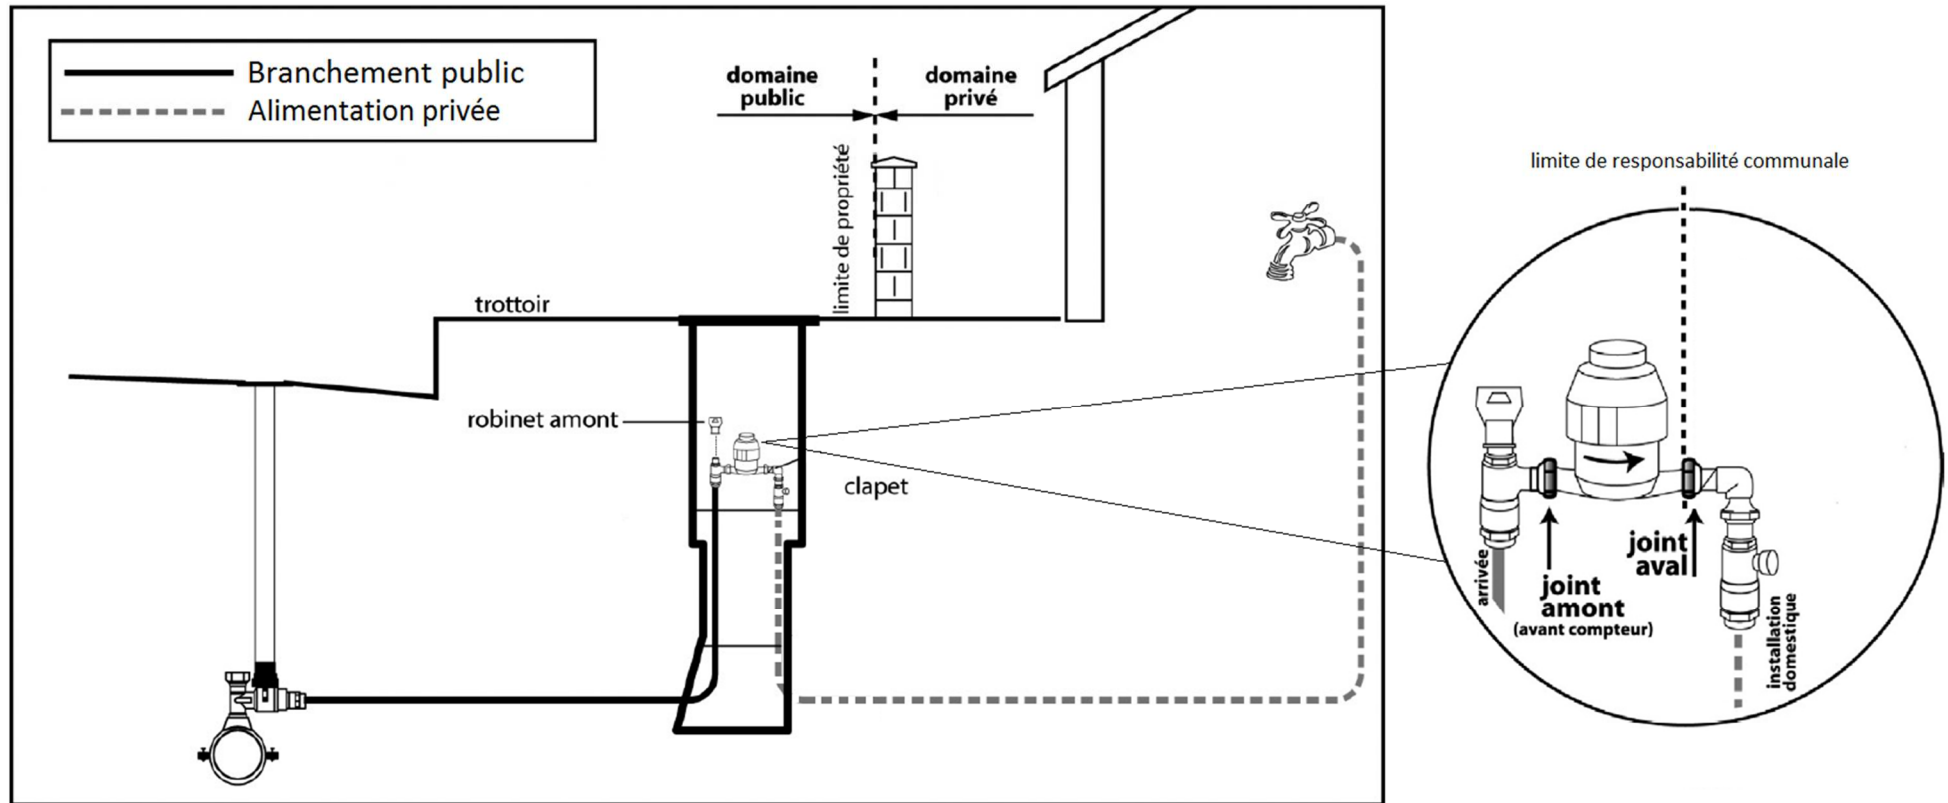 Branchement public
Alimentation privée
domaine
public
domaine
privé
limite de propriété
trottoir
robinet amont
clapet
limite de responsabilité communale
arrivée
joint
amont
(avant compteur)
joint
aval
installation
domestique